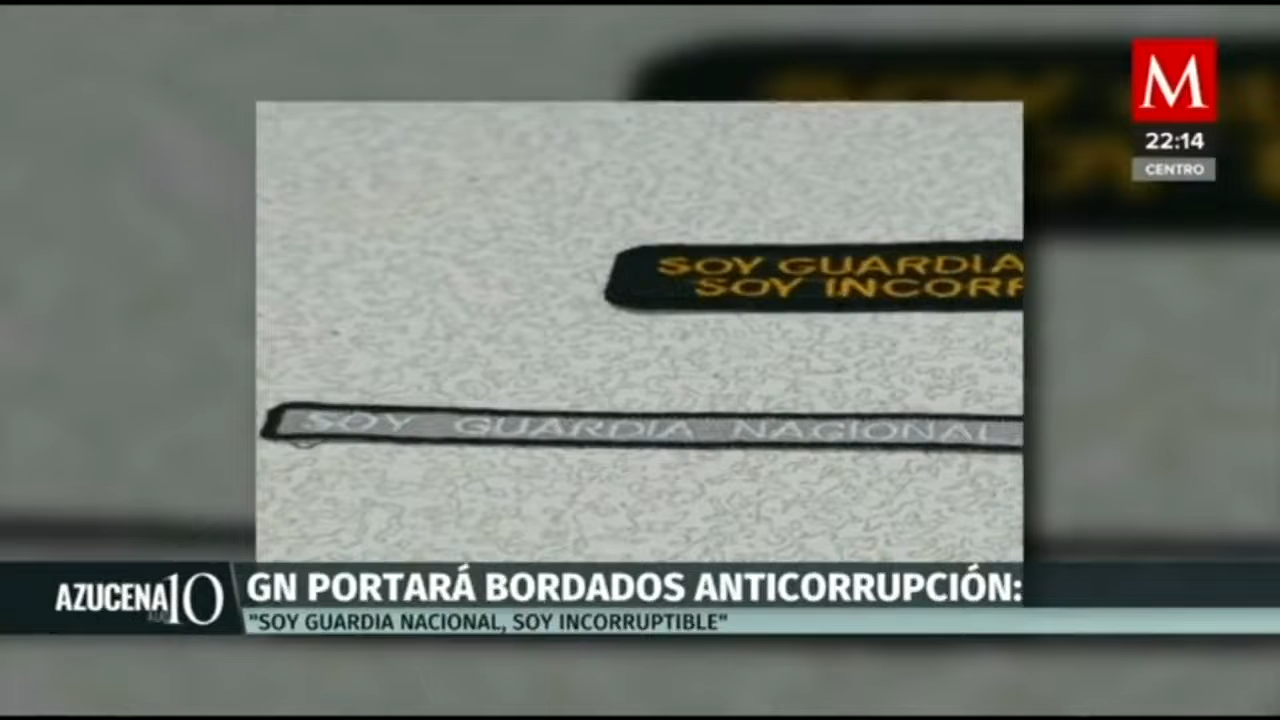 M
22:14
CENTRO
SOY GUARDIA
SOY INCORR
SOY GUARDIA NACIONAL
AZUCENA 10
GN PORTARÁ BORDADOS ANTICORRUPCIÓN:
"SOY GUARDIA NACIONAL, SOY INCORRUPTIBLE"